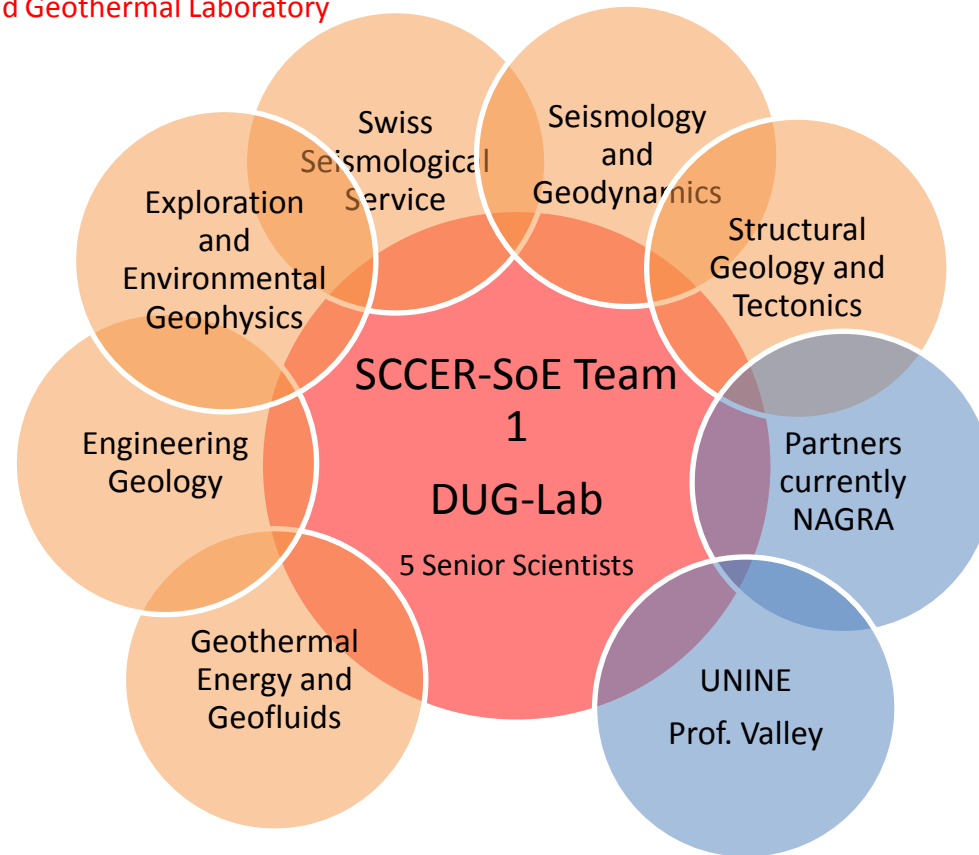 d Geothermal Laboratory
Swiss
Seismological
Service
Seismology
and
Geodynamics
Exploration
and
Environmental
Geophysics
Structural
Geology and
Tectonics
SCCER-SoE Team
1
DUG-Lab
5 Senior Scientists
Engineering
Geology
Partners
currently
NAGRA
Geothermal
Energy and
Geofluids
UNINE
Prof. Valley